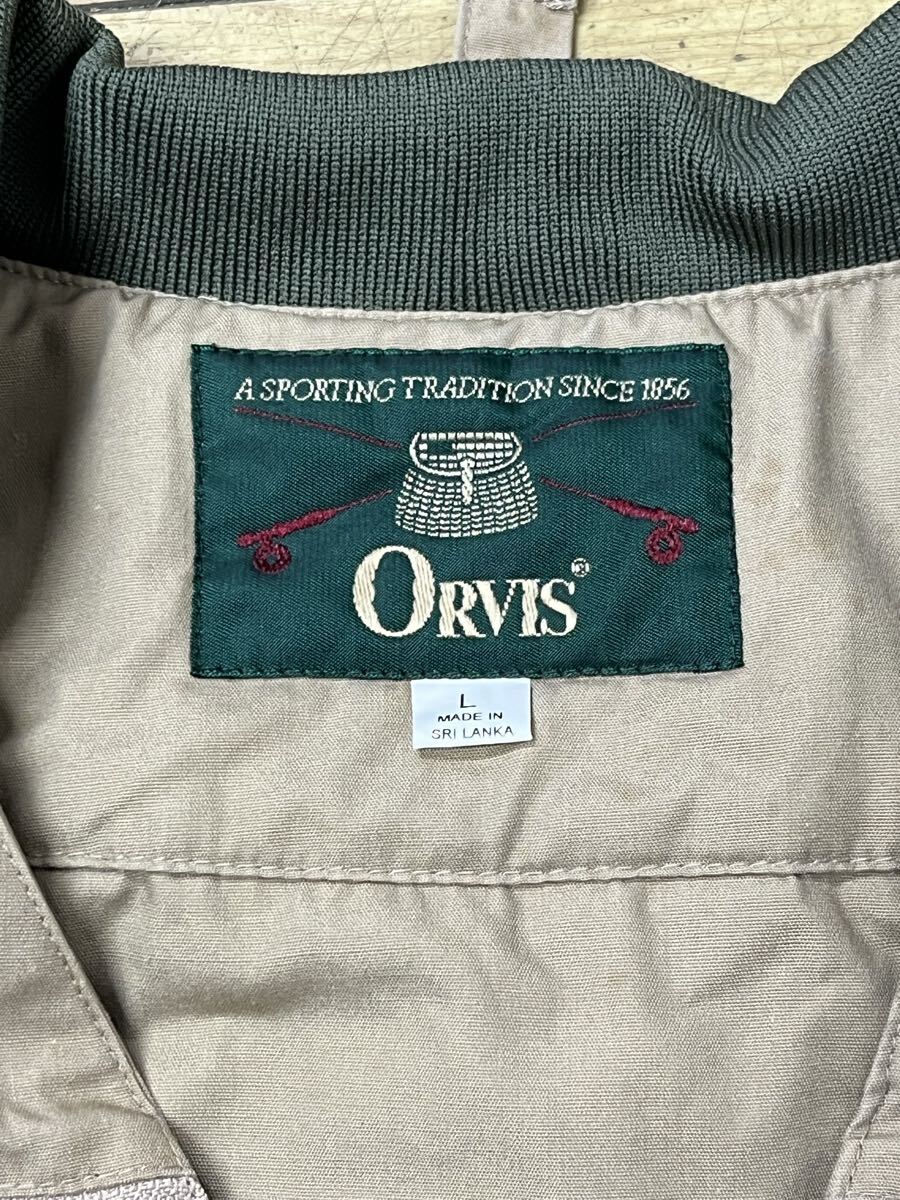 A SPORTING TRADITION SINCE 1856
ORVIS®
L
MADE IN
SRI LANKA